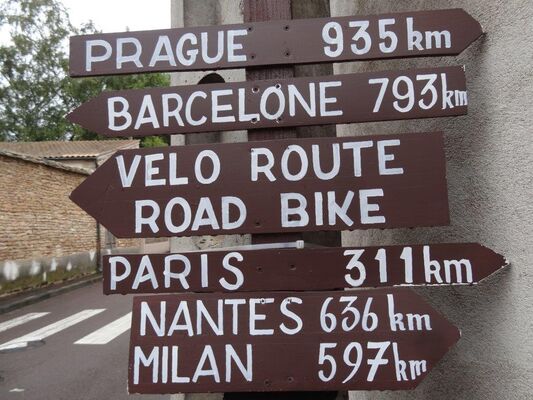 PRAGUE 935 km
BARCELONE 793 km
VELO ROUTE
ROAD BIKE
PARIS 311 km
NANTES 636 km
MILAN 597 km